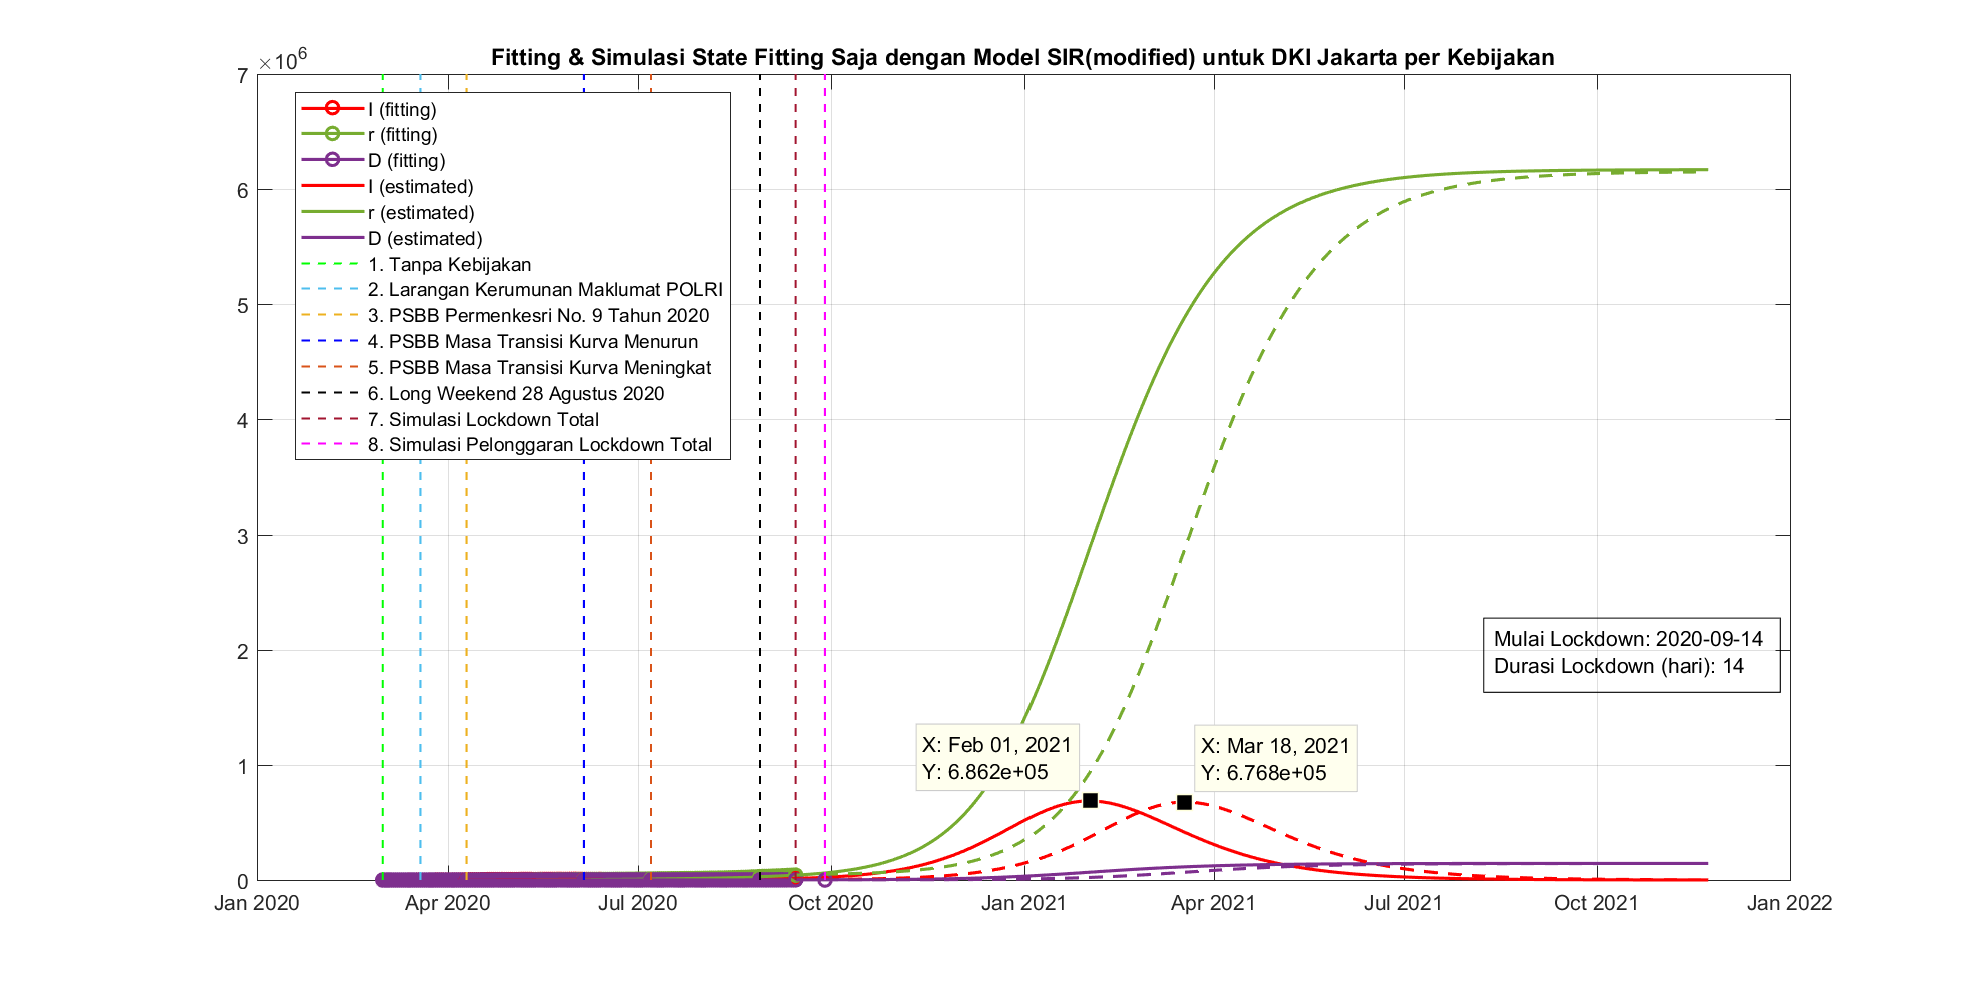 Fitting & Simulasi State Fitting Saja dengan Model SIR(modified) untuk DKI Jakarta per Kebijakan
×10^6
7
6
5
4
3
2
1
0
I (fitting)
r (fitting)
D (fitting)
I (estimated)
r (estimated)
D (estimated)
1. Tanpa Kebijakan
2. Larangan Kerumunan Maklumat POLRI
3. PSBB Permenkesri No. 9 Tahun 2020
4. PSBB Masa Transisi Kurva Menurun
5. PSBB Masa Transisi Kurva Meningkat
6. Long Weekend 28 Agustus 2020
7. Simulasi Lockdown Total
8. Simulasi Pelonggaran Lockdown Total
Mulai Lockdown: 2020-09-14
Durasi Lockdown (hari): 14
X: Feb 01, 2021
Y: 6.862e+05
X: Mar 18, 2021
Y: 6.768e+05
Jan 2020
Apr 2020
Jul 2020
Oct 2020
Jan 2021
Apr 2021
Jul 2021
Oct 2021
Jan 2022